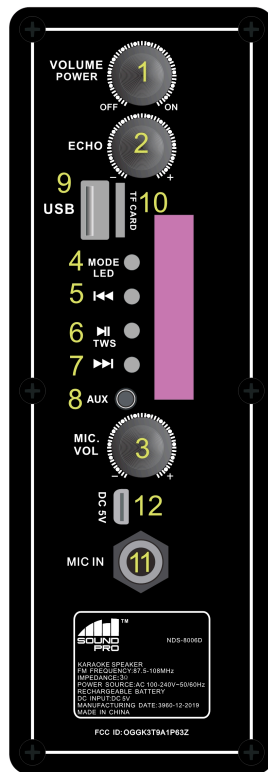 VOLUME
POWER
1
OFF
ON
ECHO
2
-
+
9
USB
TF CARD
10
4
MODE
LED
5
6
TWS
7
8
AUX
MIC.
VOL
3
-
+
DC 5V
12
MIC IN
11
SOUND
PRO
™
NDS-8006D
KARAOKE SPEAKER
FM FREQUENCY:87.5-108MHz
IMPEDANCE:3Ω
POWER SOURCE:AC 100-240V~50/60Hz
RECHARGEABLE BATTERY
DC INPUT:DC 5V
MANUFACTURING DATE:3960-12-2019
MADE IN CHINA
FCC ID:OGGK3T9A1P63Z